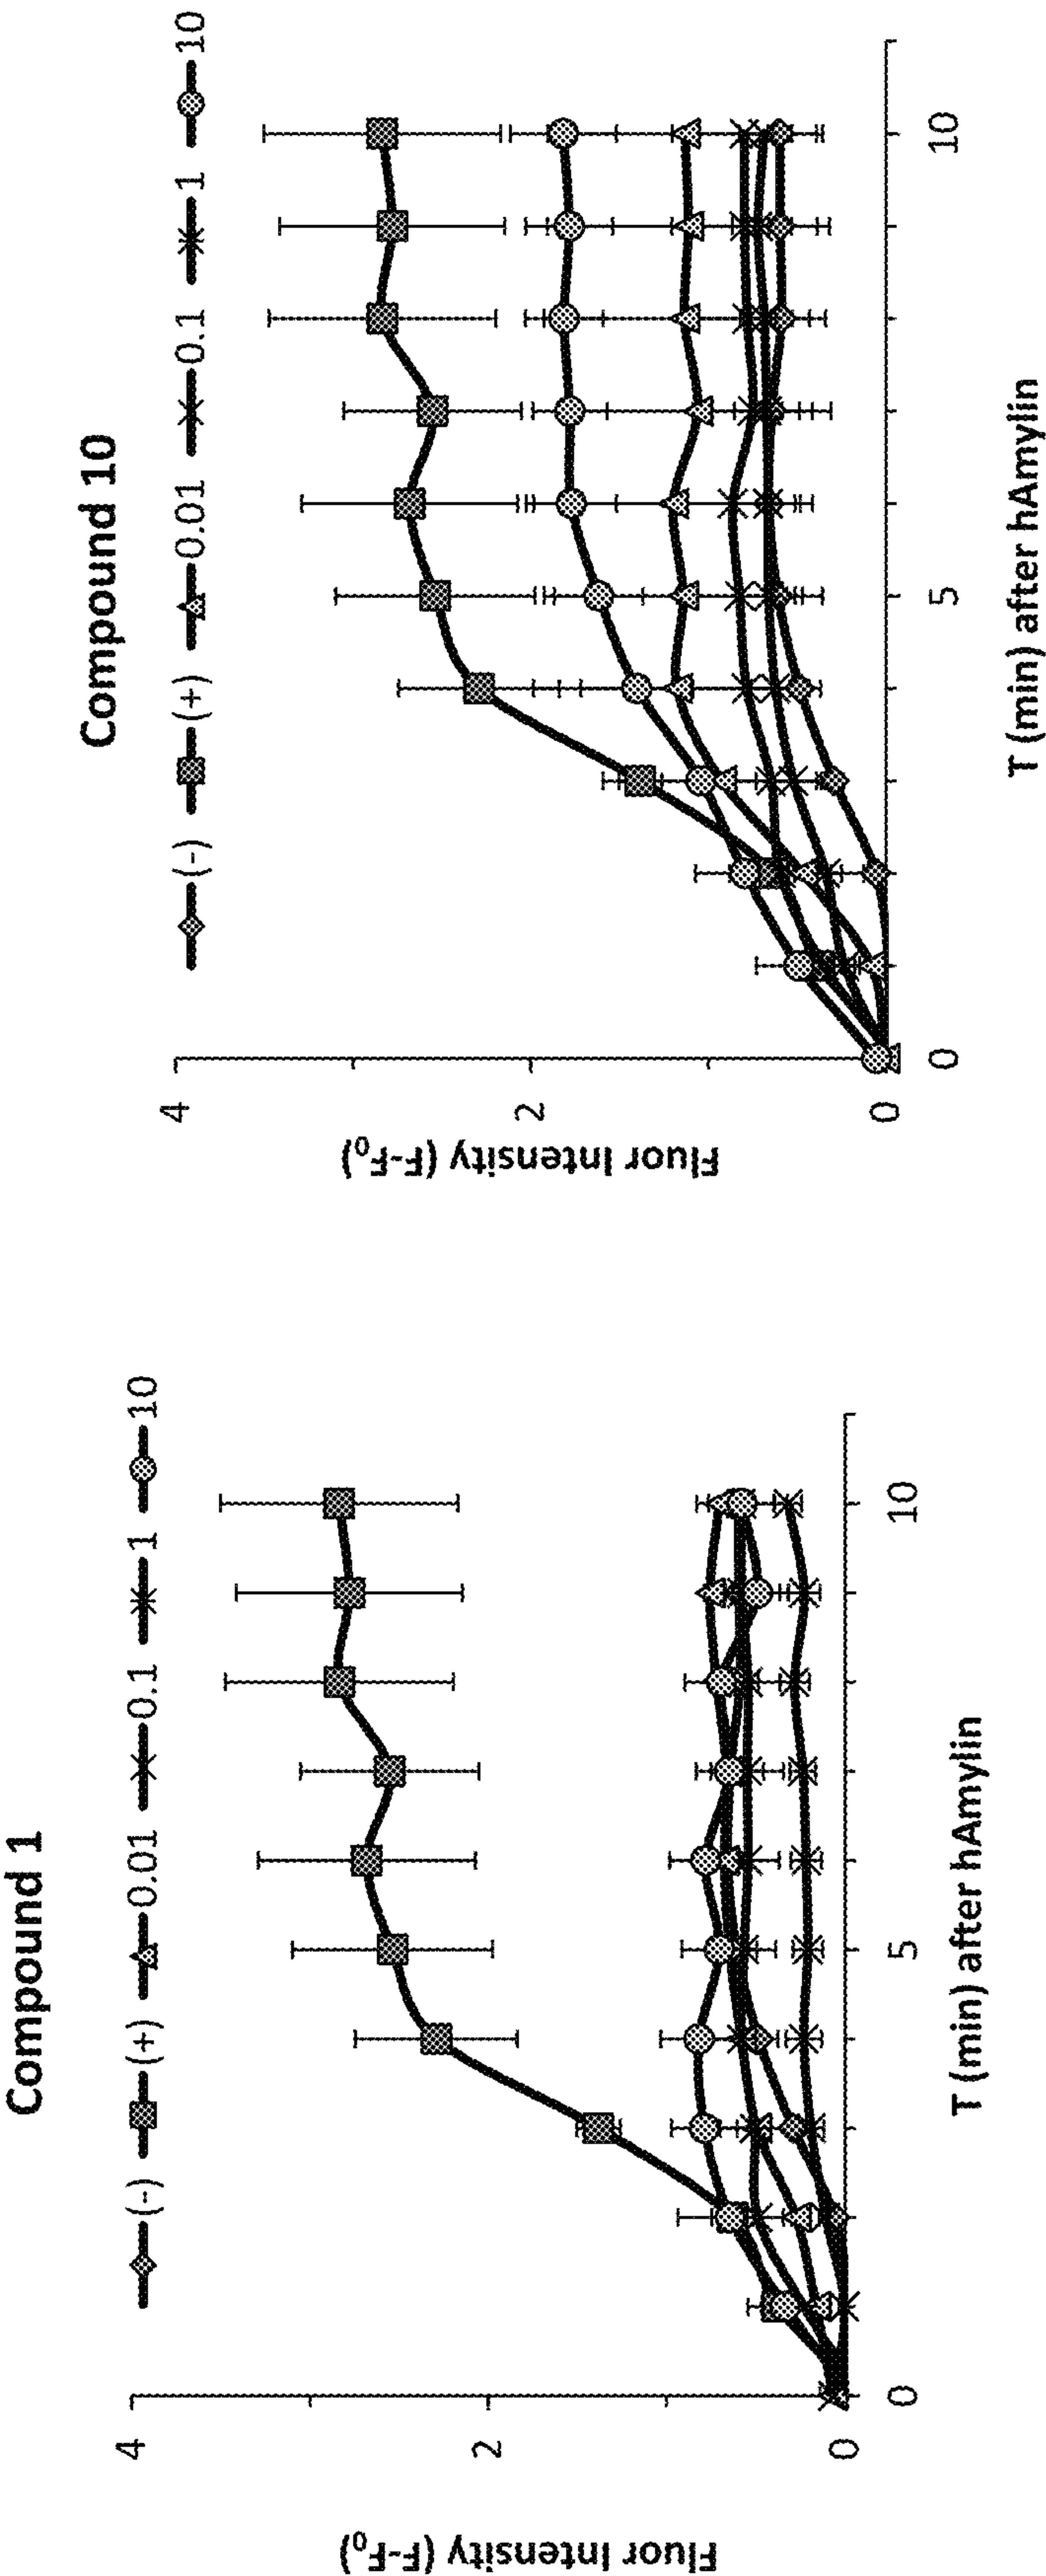 Compound 1
(-) (+) 0.01 0.1 1 10
Fluor Intensity (F-F₀)
4
2
0
0 5 10
T (min) after hAmylin
Compound 10
(-) (+) 0.01 0.1 1 10
Fluor Intensity (F-F₀)
4
2
0
0 5 10
T (min) after hAmylin